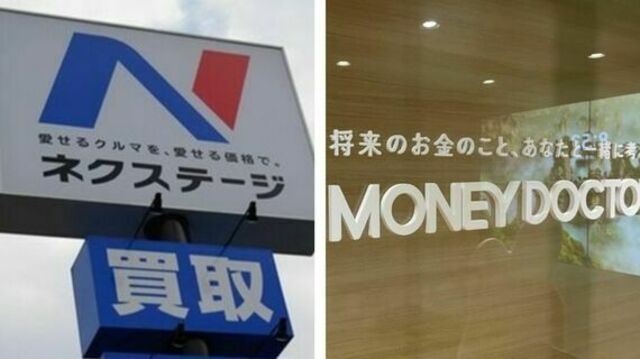 愛せるクルマを、愛せる価格で。
ネクステージ
買取
将来のお金のこと、あなたと一緒に考
MONEY DOCTO